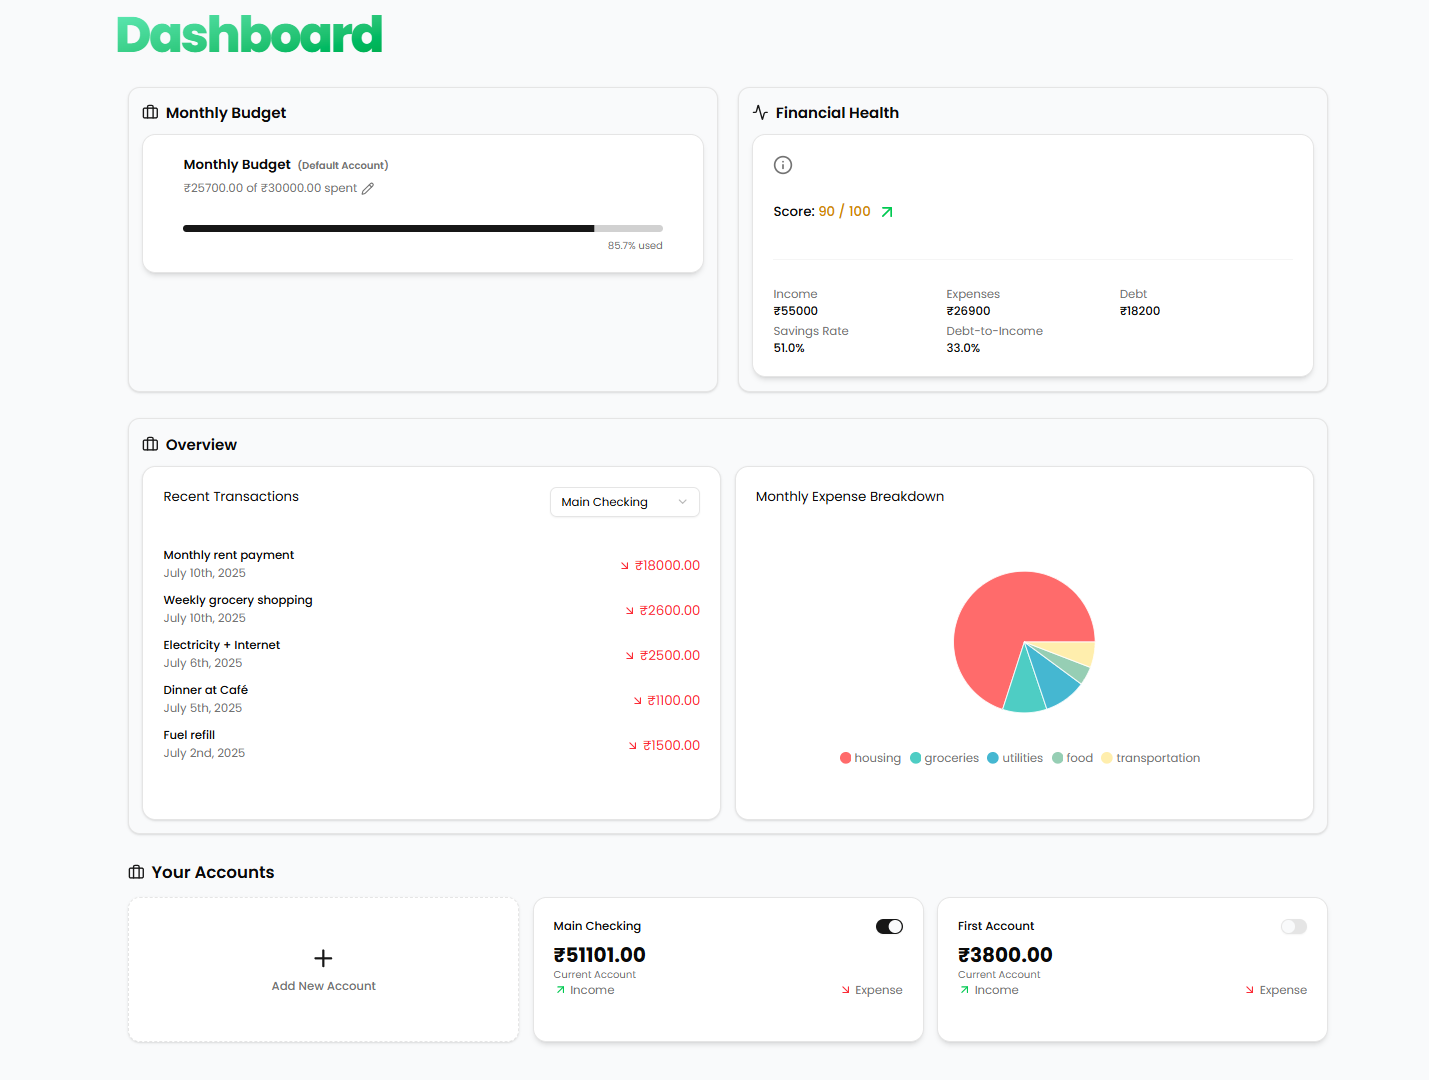 Dashboard
Monthly Budget
Monthly Budget (Default Account)
₹25700.00 of ₹30000.00 spent
85.7% used
Financial Health
Score: 90 / 100
Income Expenses Debt
₹55000 ₹26900 ₹18200
Savings Rate Debt-to-Income
51.0% 33.0%
Overview
Recent Transactions Main Checking
Monthly rent payment
July 10th, 2025
₹18000.00
Weekly grocery shopping
July 10th, 2025
₹2600.00
Electricity + Internet
July 6th, 2025
₹2500.00
Dinner at Café
July 5th, 2025
₹1100.00
Fuel refill
July 2nd, 2025
₹1500.00
Monthly Expense Breakdown
housing groceries utilities food transportation
Your Accounts
Add New Account
Main Checking
₹51101.00
Current Account
Income Expense
First Account
₹3800.00
Current Account
Income Expense